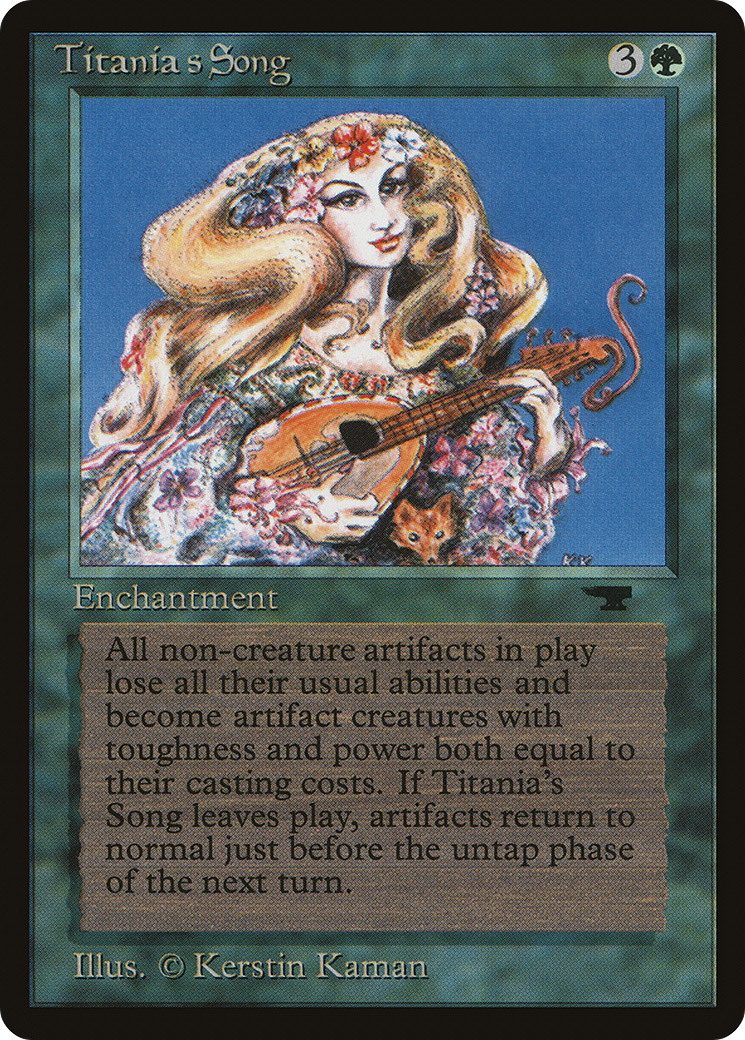 Titania's Song 3
KK
Enchantment
All non-creature artifacts in play
lose all their usual abilities and
become artifact creatures with
toughness and power both equal to
their casting costs. If Titania's
Song leaves play, artifacts return to
normal just before the untap phase
of the next turn.
Illus. © Kerstin Kaman